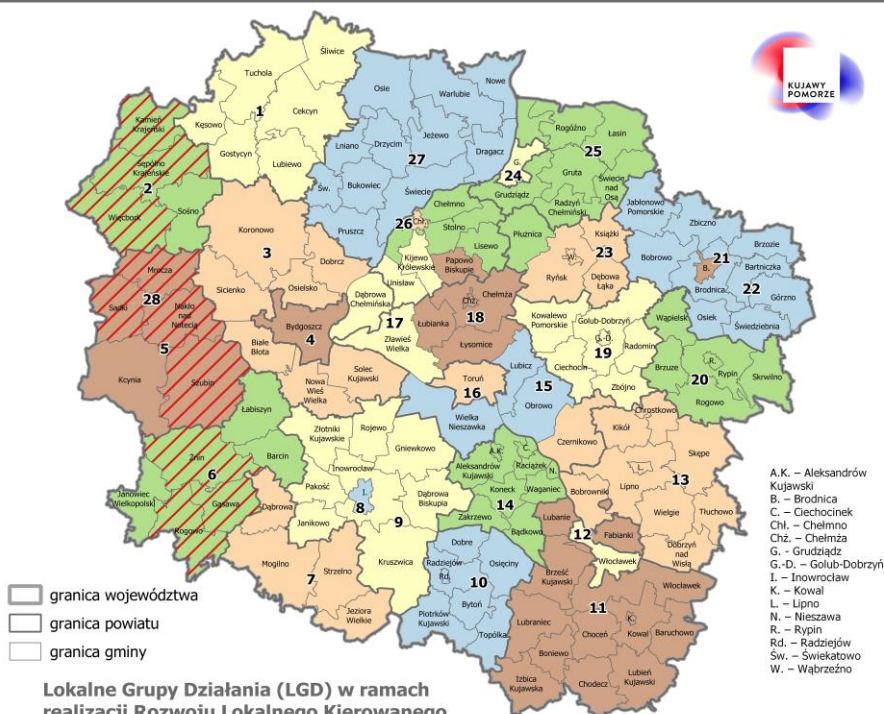 KUJAWY
POMORZE
Śliwice
Tuchola
1
Cekcyn
Kęsowo
Gostycyn
Lubiewo
Kamień
Krajeński
Sępólno
Krajeńskie
2
Więcbork
Sośno
Osie
Warlubie
Nowe
Lniano
Drzycim
Jeżewo
27
Dragacz
Św.
Bukowiec
Świecie
Pruszcz
Rogóźno
Łasin
25
G.
24
Gruta
Świecie
nad
Osą
Grudziądz
Radzyń
Chełmiński
Chełmno
26
Chł.
Stolno
Lisewo
Płużnica
Kijewo
Królewskie
Papowo
Biskupie
Unisław
Jabłonowo
Pomorskie
Zbiczno
Bobrowo
21
B.
Brzozie
Bartniczka
Brodnica
22
Górzno
Osiek
Świedziebnia
Książki
23
W.
Ryńsk
Dębowa
Łąka
Koronowo
3
Dobrcz
Sicienko
Osielsko
Dąbrowa
Chełmińska
Mrocza
28
Sadki
Nakło
nad
Notecią
5
Kcynia
Szubin
Bydgoszcz
4
Białe
Błota
Nowa
Wieś
Wielka
Solec
Kujawski
17
Zławieś
Wielka
Chełmża
Chż.
18
Łubianka
Łysomice
Kowalewo
Pomorskie
Golub-Dobrzyń
G.-D.
Radomin
19
Ciechocin
Zbójno
Wąpielsk
R.
Brzuze
20
Rypin
Skrwilno
Rogowo
Toruń
16
Lubicz
15
Obrowo
Wielka
Nieszawka
Łabiszyn
Żnin
Barcin
6
Janowiec
Wielkopolski
Gąsawa
Rogowo
Złotniki
Kujawskie
Rojewo
Gniewkowo
Inowrocław
Pakość
I.
8
Dąbrowa
Biskupia
Janikowo
9
Kruszwica
Dąbrowa
Mogilno
Strzelno
7
Jeziora
Wielkie
A.K.
C.
Aleksandrów
Kujawski
Raciążek
N.
Koneck
Waganiec
14
Zakrzewo
Bądkowo
Chrostkowo
Kikół
Czernikowo
Skępe
L.
13
Lipno
Bobrowniki
Wielgie
Tłuchowo
Dobrzyń
nad
Wisłą
Lubanie
12
Fabianki
Włocławek
Dobre
Radziejów
Osięciny
Rd.
10
Bytoń
Piotrków
Kujawski
Topólka
Brześć
Kujawski
Włocławek
11
Lubraniec
K.
Choceń
Kowal
Baruchowo
Boniewo
Izbica
Kujawska
Chodecz
Lubień
Kujawski
A.K. – Aleksandrów
Kujawski
B. – Brodnica
C. – Ciechocinek
Chł. – Chełmno
Chż. – Chełmża
G. - Grudziądz
G.-D. – Golub-Dobrzyń
I. – Inowrocław
K. – Kowal
L. – Lipno
N. – Nieszawa
R. – Rypin
Rd. – Radziejów
Św. – Świekatowo
W. – Wąbrzeźno
granica województwa
granica powiatu
granica gminy
Lokalne Grupy Działania (LGD) w ramach
realizacji Rozwoju Lokalnego Kierowanego